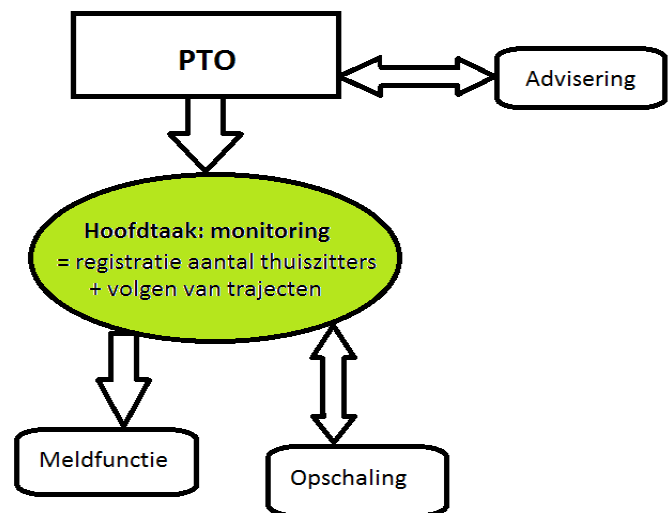 PTO
Advisering
Hoofdtaak: monitoring
= registratie aantal thuiszitters
+ volgen van trajecten
Meldfunctie
Opschaling